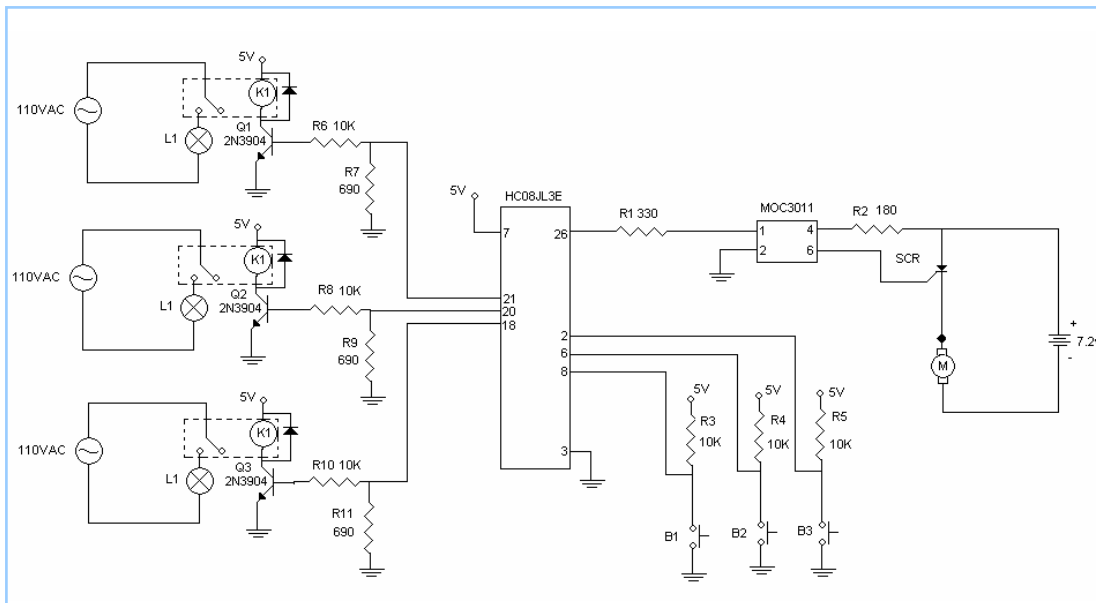 5V
K1
110VAC
L1
Q1
2N3904
R6 10K
R7
690
5V
K1
110VAC
L1
Q2
2N3904
R8 10K
R9
690
5V
K1
110VAC
L1
Q3
2N3904
R10 10K
R11
690
HC08JL3E
5V
7
26
21
20
18
2
6
8
3
R1 330
MOC3011
1
2
4
6
R2 180
SCR
M
+
7.2v
-
5V
R3
10K
5V
R4
10K
5V
R5
10K
B1
B2
B3